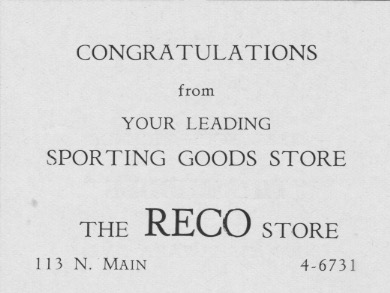 CONGRATULATIONS
from
YOUR LEADING
SPORTING GOODS STORE
THE RECO STORE
113 N. MAIN 4-6731